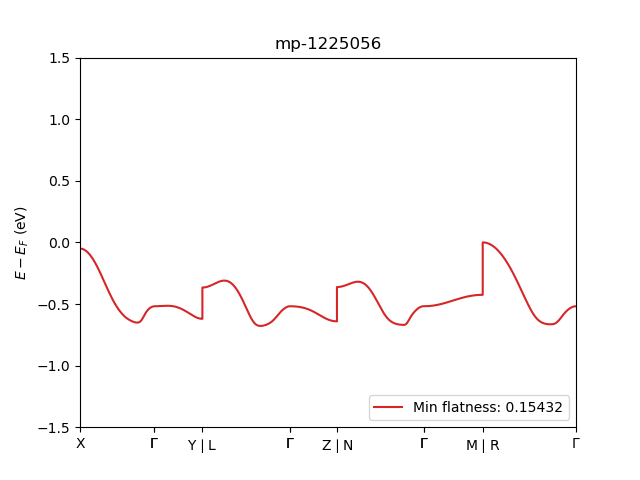 mp-1225056
E − E_F (eV)
1.5
1.0
0.5
0.0
−0.5
−1.0
−1.5
X Γ Y | L Γ Z | N Γ M | R Γ
Min flatness: 0.15432